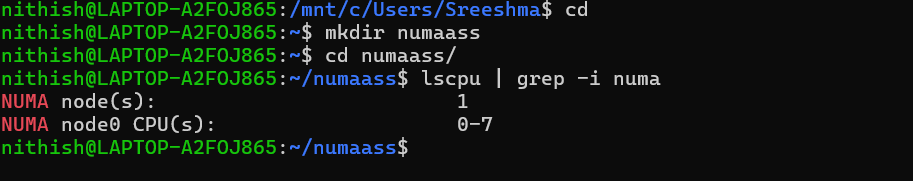 nithish@LAPTOP-A2FOJ865:/mnt/c/Users/Sreeshma$ cd
nithish@LAPTOP-A2FOJ865:~$ mkdir numaass
nithish@LAPTOP-A2FOJ865:~$ cd numaass/
nithish@LAPTOP-A2FOJ865:~/numaass$ lscpu | grep -i numa
NUMA node(s):                         1
NUMA node0 CPU(s):                    0-7
nithish@LAPTOP-A2FOJ865:~/numaass$